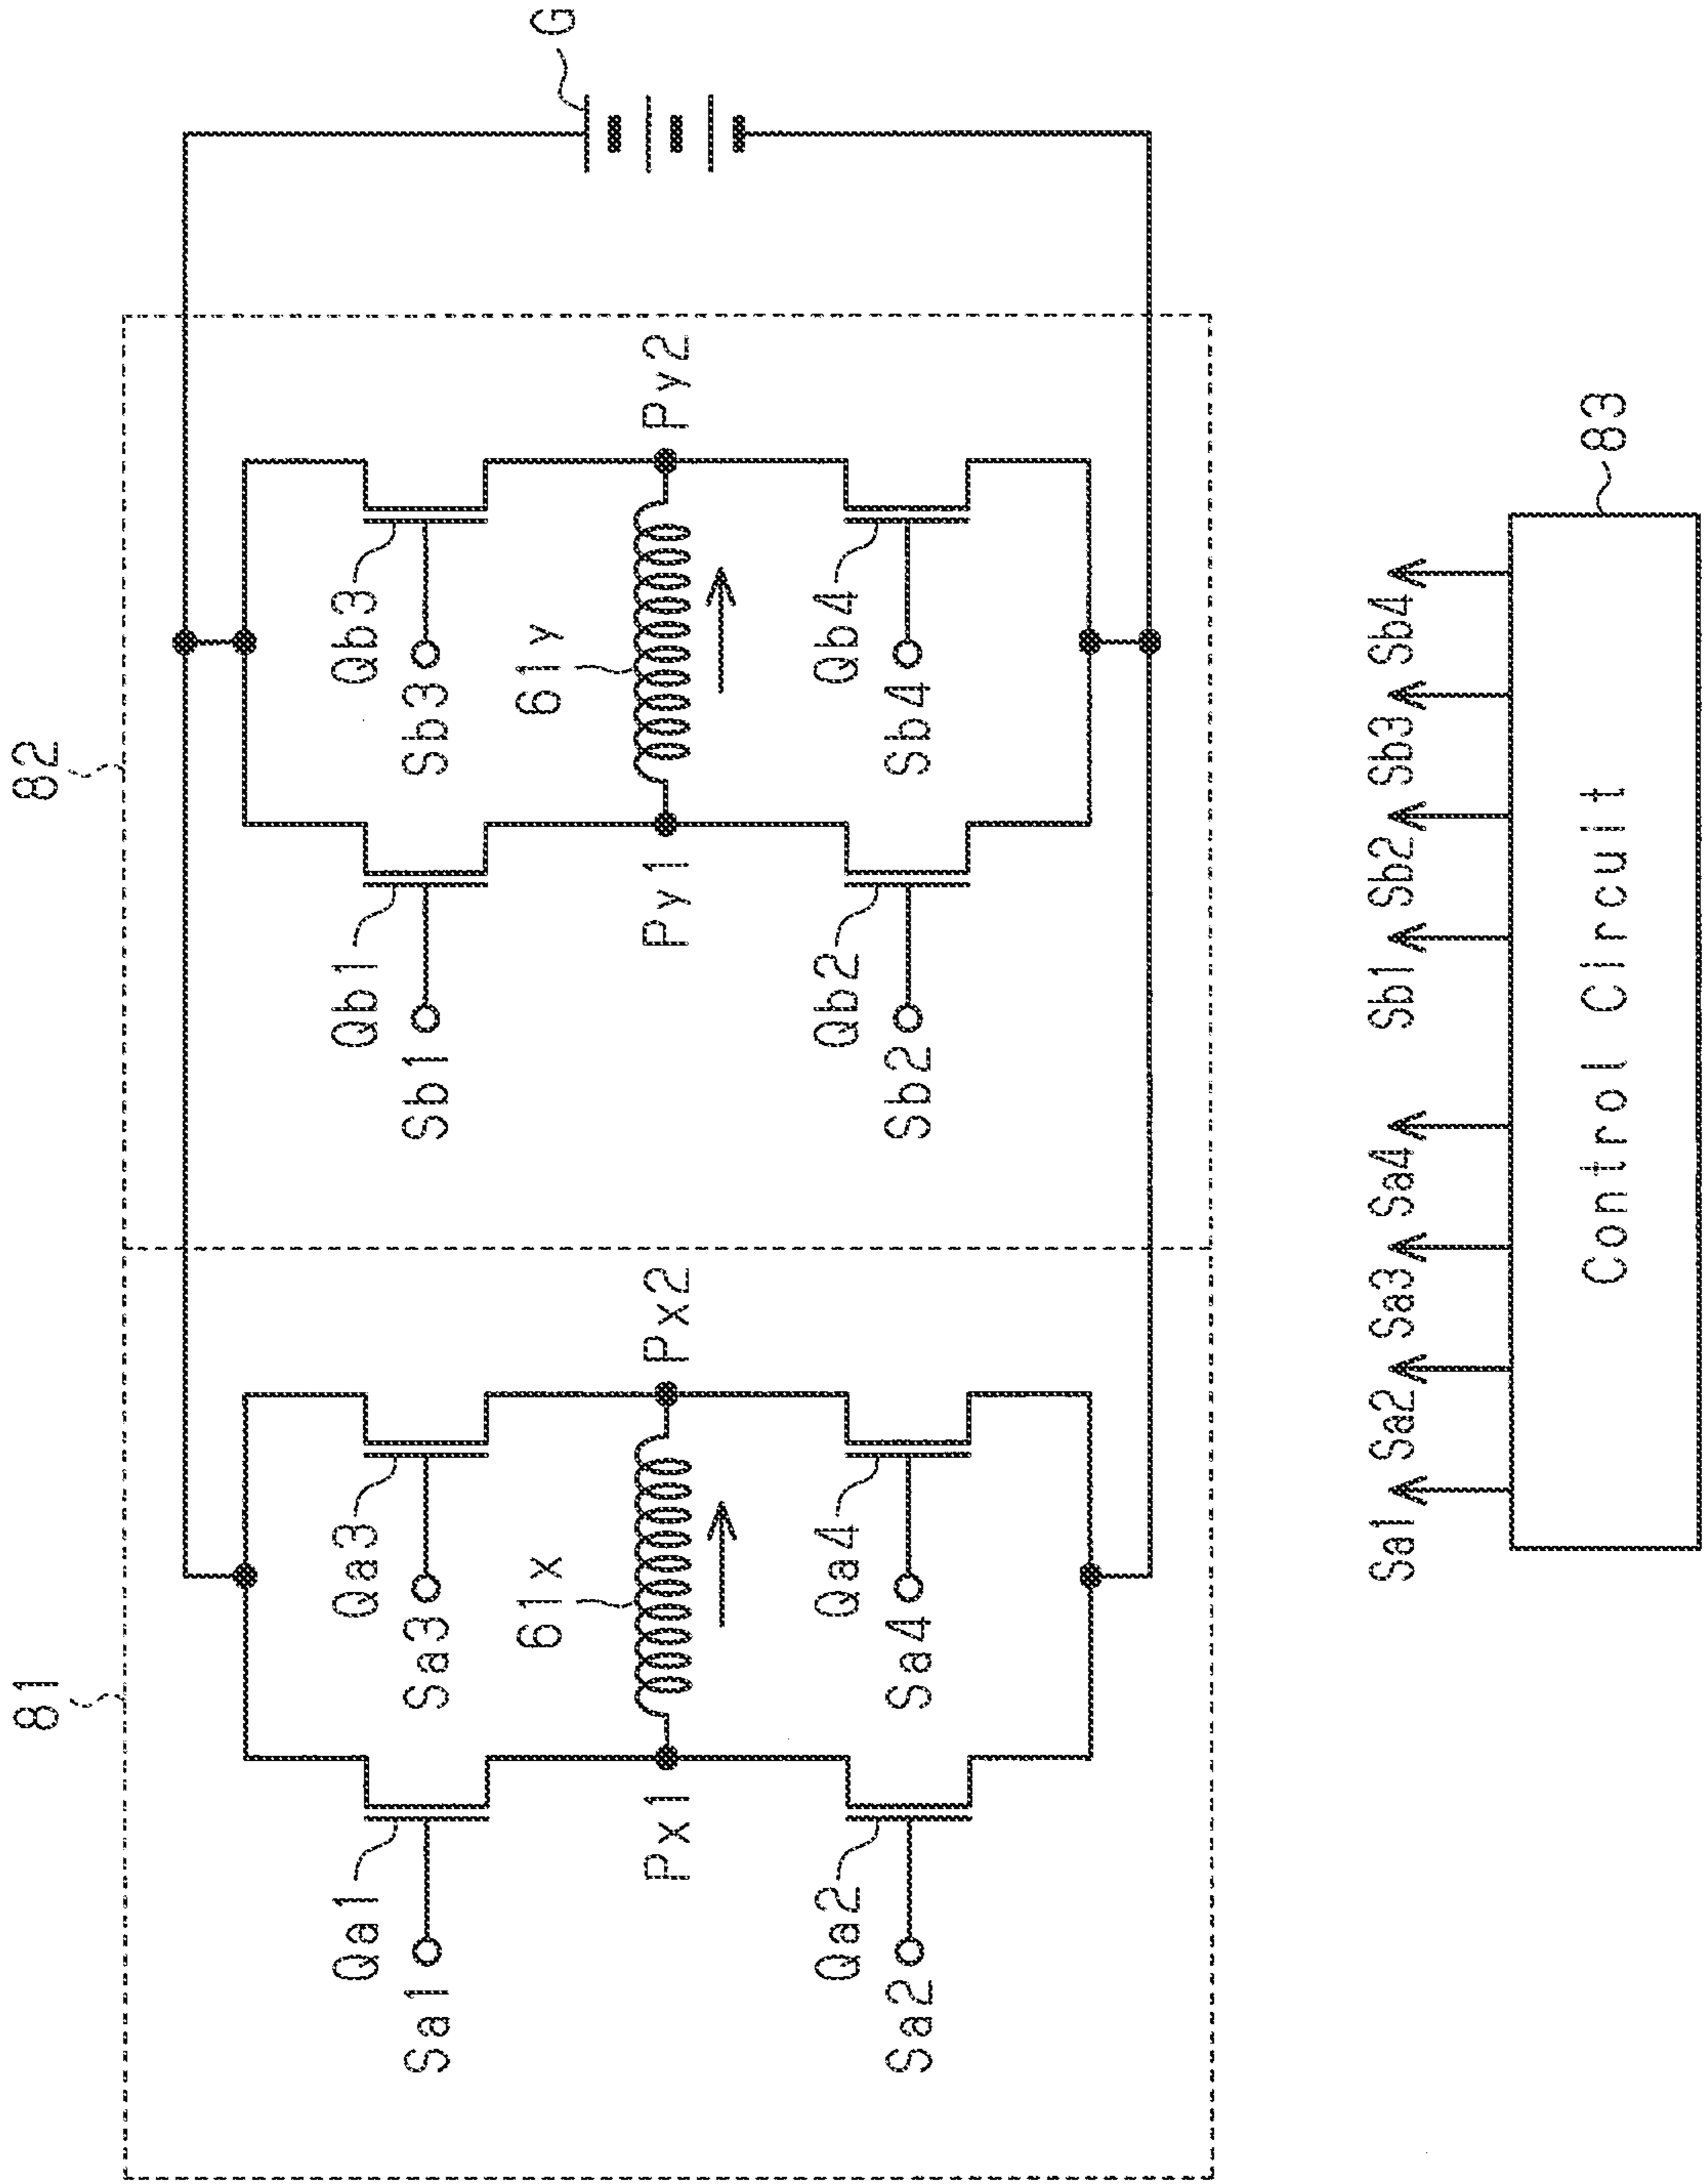 81
82
G
Qa1
Sa1
Qa3
Sa3
Qb1
Sb1
Qb3
Sb3
61x
61y
Px1
Px2
Py1
Py2
Qa2
Sa2
Qa4
Sa4
Qb2
Sb2
Qb4
Sb4
Sa1 Sa2 Sa3 Sa4 Sb1 Sb2 Sb3 Sb4
Control Circuit
83